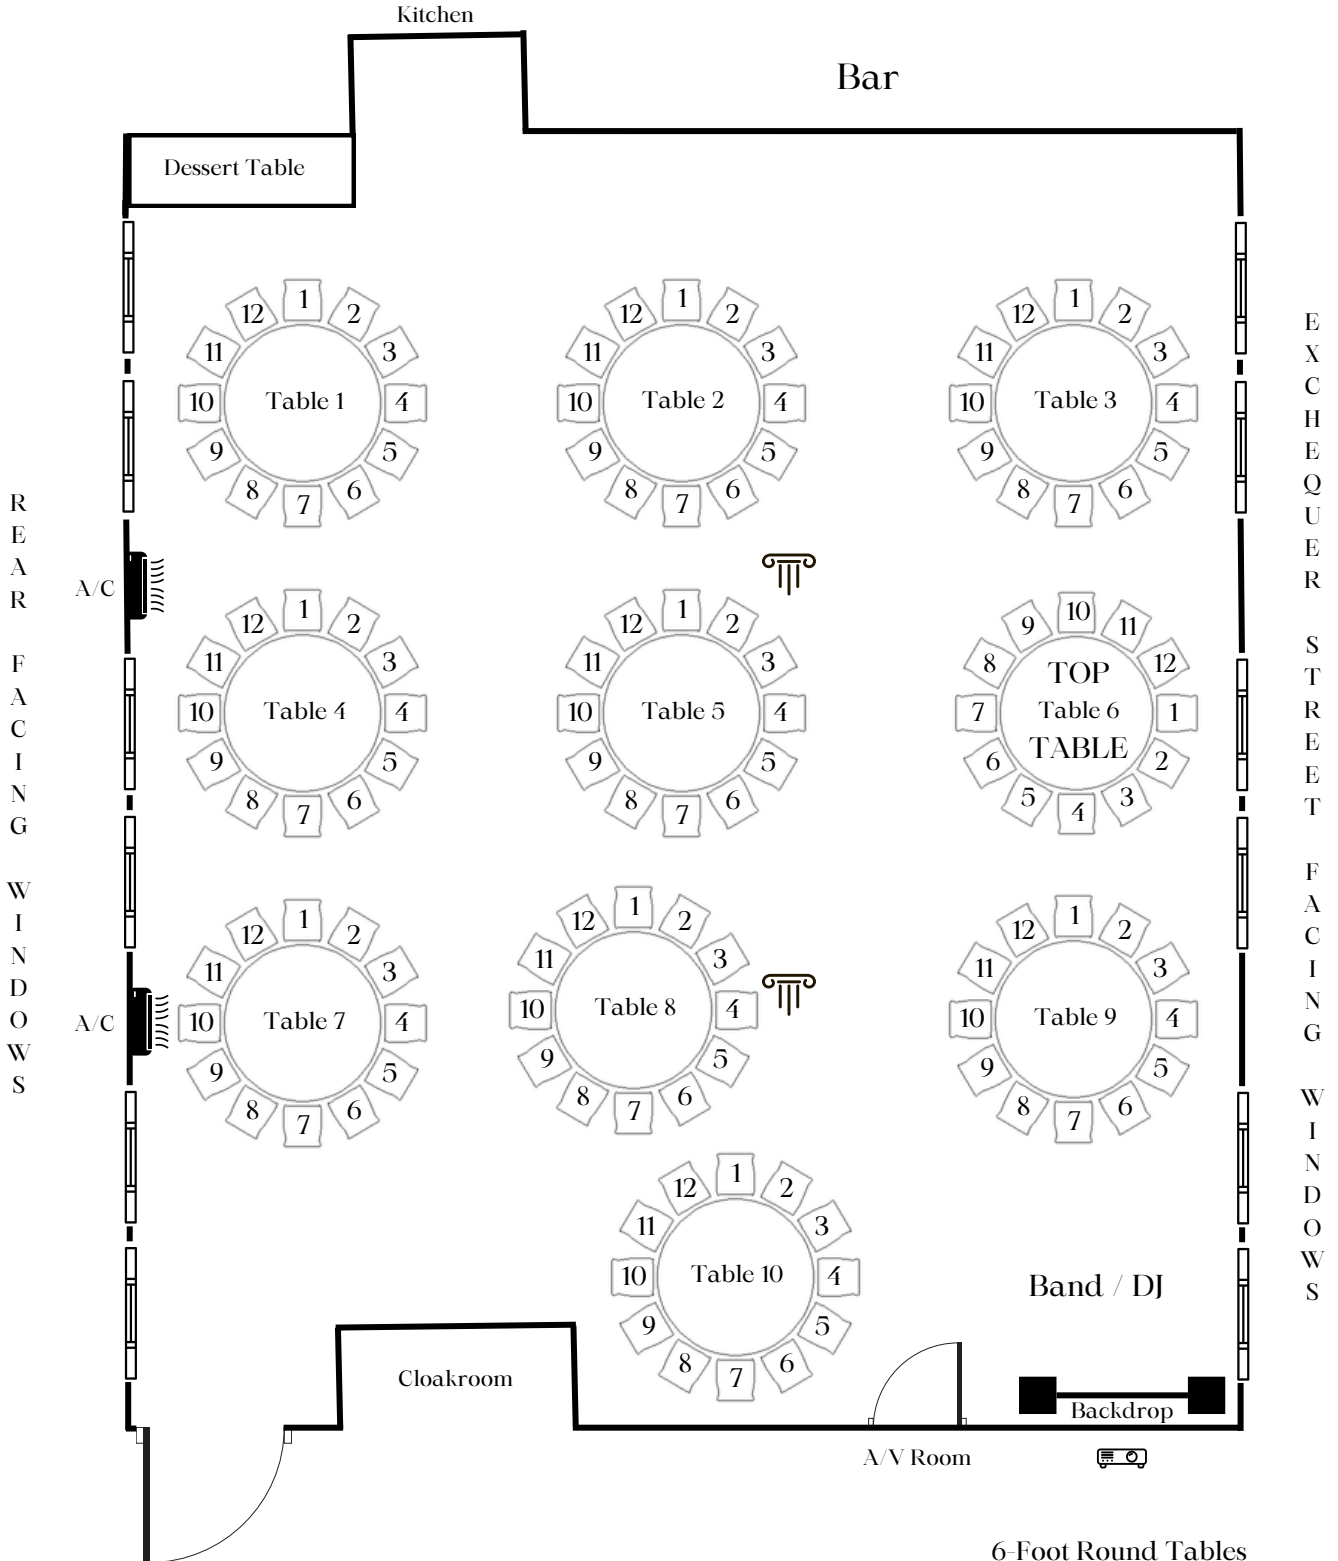 Kitchen
Bar
Dessert Table
1
12 2
11 3
10 Table 1 4
9 5
8 6
7
1
12 2
11 3
10 Table 2 4
9 5
8 6
7
1
12 2
11 3
10 Table 3 4
9 5
8 6
7
REAR FACING WINDOWS
EXCHEQUER STREET FACING WINDOWS
A/C
1
12 2
11 3
10 Table 4 4
9 5
8 6
7
1
12 2
11 3
10 Table 5 4
9 5
8 6
7
10
9 11
8 12
TOP
7 Table 6 1
TABLE
6 2
5 3
4
A/C
1
12 2
11 3
10 Table 7 4
9 5
8 6
7
1
12 2
11 3
10 Table 8 4
9 5
8 6
7
1
12 2
11 3
10 Table 9 4
9 5
8 6
7
1
12 2
11 3
10 Table 10 4
9 5
8 6
7
Band / DJ
Cloakroom
Backdrop
A/V Room
6-Foot Round Tables